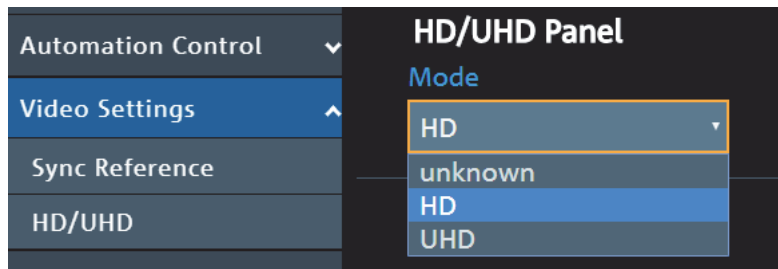 Automation Control
Video Settings
Sync Reference
HD/UHD
HD/UHD Panel
Mode
HD
unknown
HD
UHD